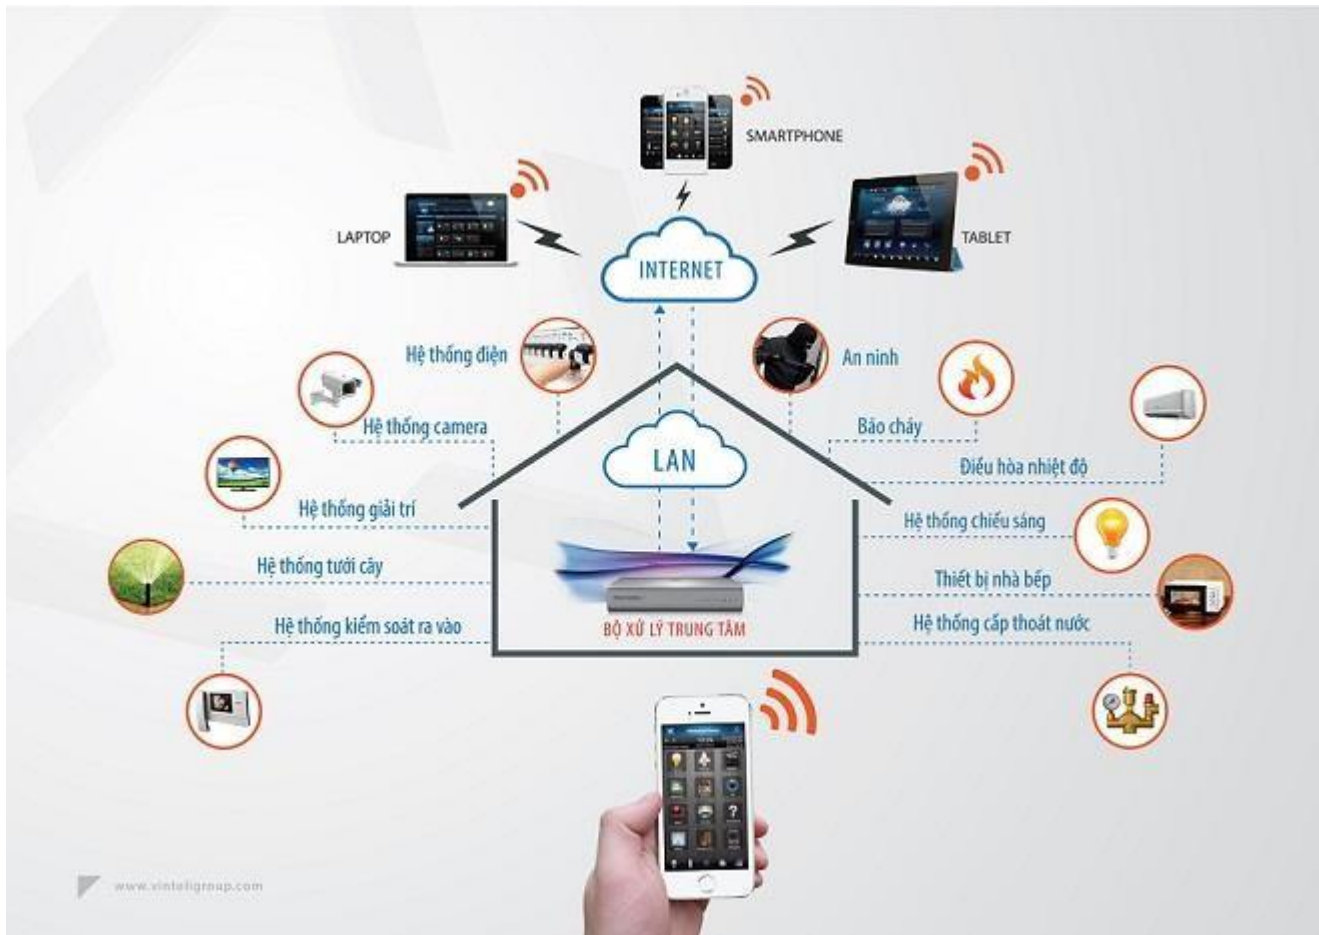 SMARTPHONE
LAPTOP
TABLET
INTERNET
Hệ thống điện
An ninh
Hệ thống camera
Báo cháy
LAN
Điều hòa nhiệt độ
Hệ thống giải trí
Hệ thống chiếu sáng
Hệ thống tưới cây
Thiết bị nhà bếp
Hệ thống kiểm soát ra vào
BỘ XỬ LÝ TRUNG TÂM
Hệ thống cấp thoát nước
?
www.vinteligroup.com